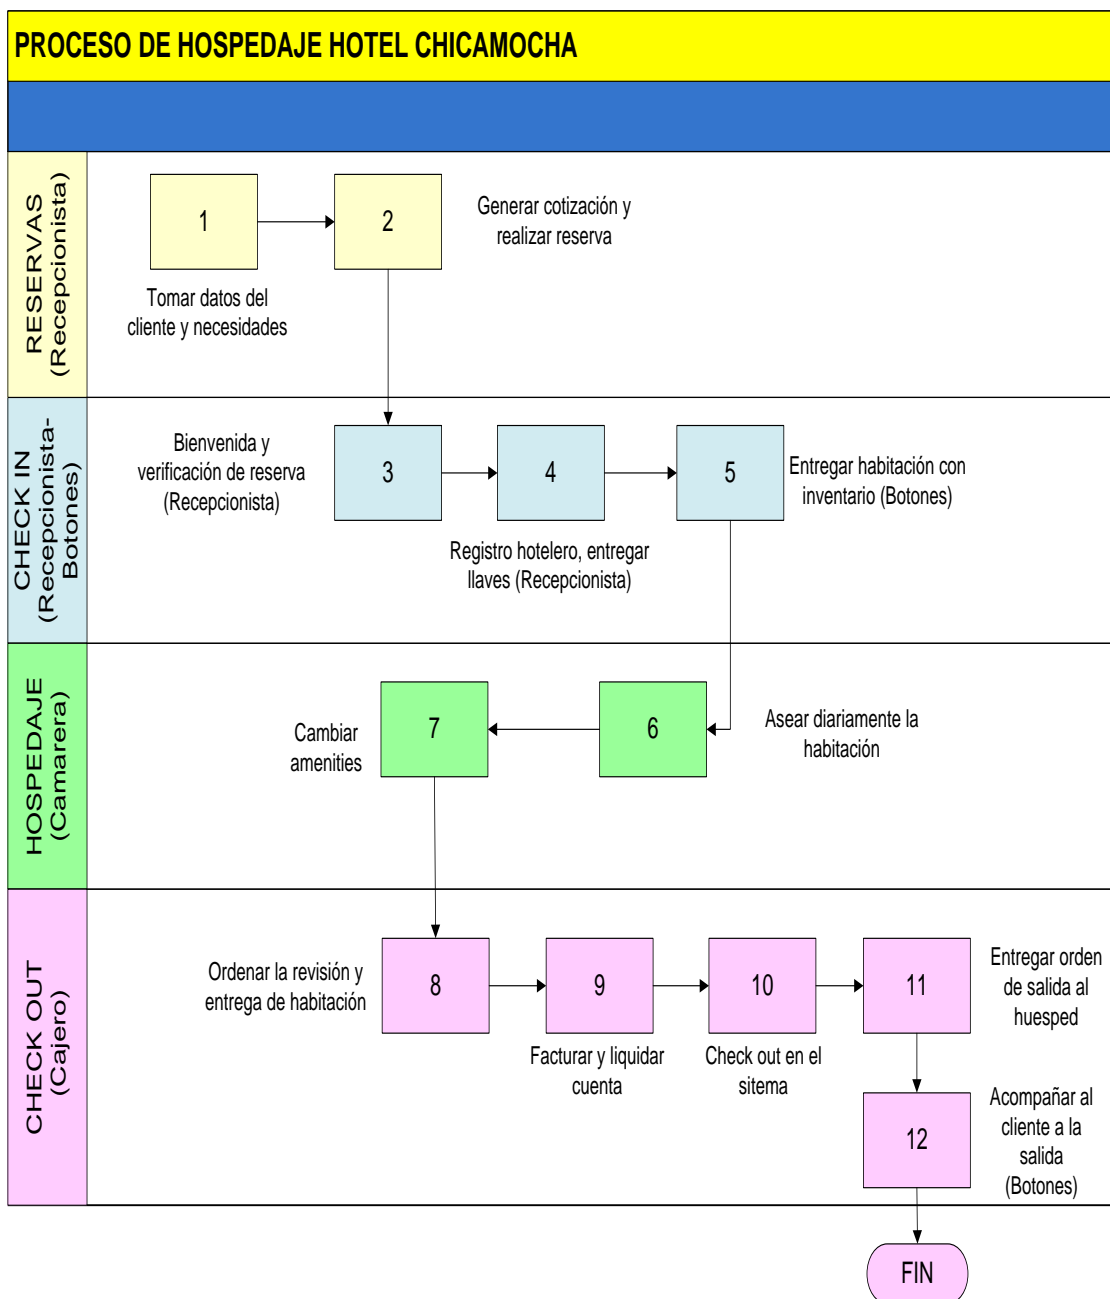 PROCESO DE HOSPEDAJE HOTEL CHICAMOCHA
RESERVAS
(Recepcionista)
1
2
Generar cotización y
realizar reserva
Tomar datos del
cliente y necesidades
CHECK IN
(Recepcionista-
Botones)
Bienvenida y
verificación de reserva
(Recepcionista)
3
4
5
Entregar habitación con
inventario (Botones)
Registro hotelero, entregar
llaves (Recepcionista)
HOSPEDAJE
(Camarera)
Cambiar
amenities
7
6
Asear diariamente la
habitación
CHECK OUT
(Cajero)
Ordenar la revisión y
entrega de habitación
8
9
10
11
Entregar orden
de salida al
huesped
Facturar y liquidar
cuenta
Check out en el
sitema
12
Acompañar al
cliente a la
salida
(Botones)
FIN